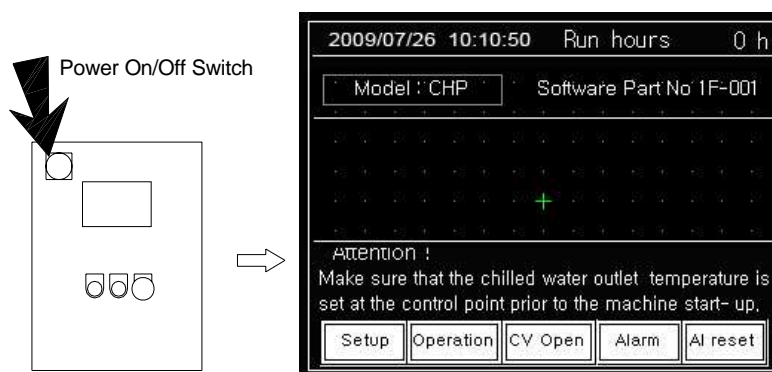 Power On/Off Switch
2009/07/26 10:10:50 Run hours 0 h
Model : CHP Software Part No 1F-001
Attention !
Make sure that the chilled water outlet temperature is
set at the control point prior to the machine start- up,
Setup Operation CV Open Alarm Al reset